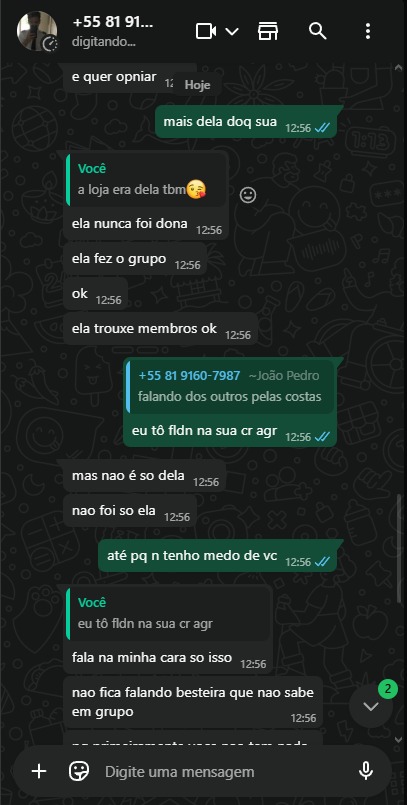 +55 81 91...
digitando...
e quer opniar 12:
Hoje
mais dela doq sua 12:56
Você
a loja era dela tbm😘
ela nunca foi dona 12:56
ela fez o grupo 12:56
ok 12:56
ela trouxe membros ok 12:56
+55 81 9160-7987 ~João Pedro
falando dos outros pelas costas
eu tô fldn na sua cr agr 12:56
mas nao é so dela 12:56
nao foi so ela 12:56
até pq n tenho medo de vc 12:56
Você
eu tô fldn na sua cr agr
fala na minha cara so isso 12:56
nao fica falando besteira que nao sabe
em grupo 12:56
2
Digite uma mensagem